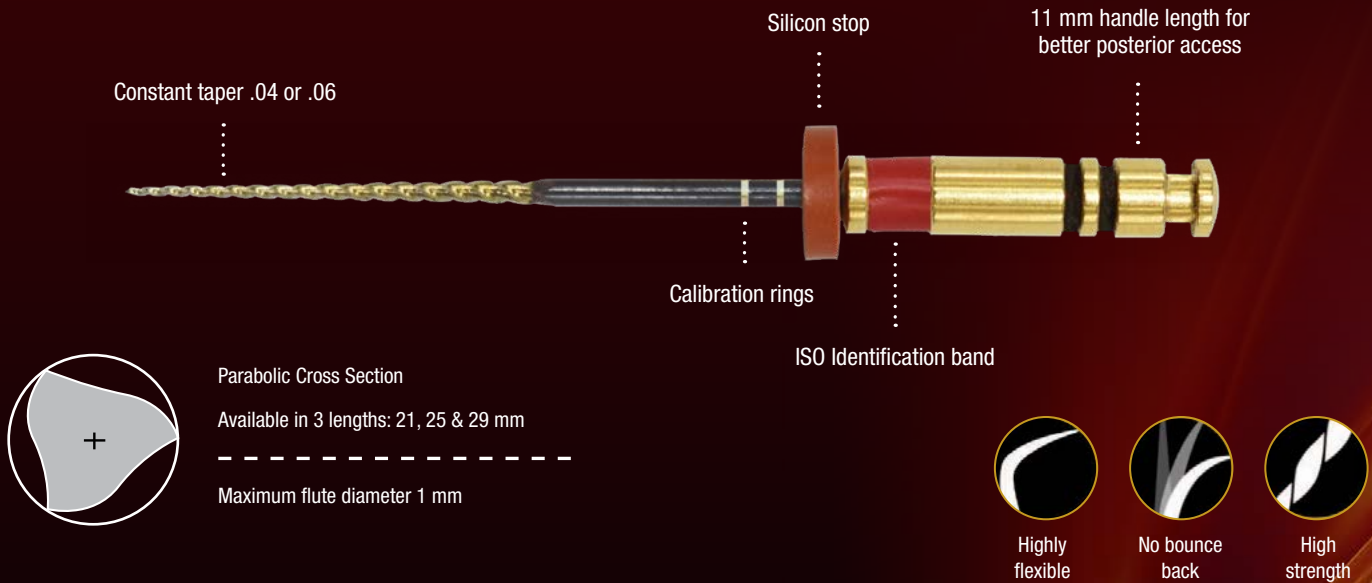 Silicon stop
11 mm handle length for
better posterior access
Constant taper .04 or .06
Calibration rings
ISO Identification band
Parabolic Cross Section
Available in 3 lengths: 21, 25 & 29 mm
Maximum flute diameter 1 mm
Highly
flexible
No bounce
back
High
strength